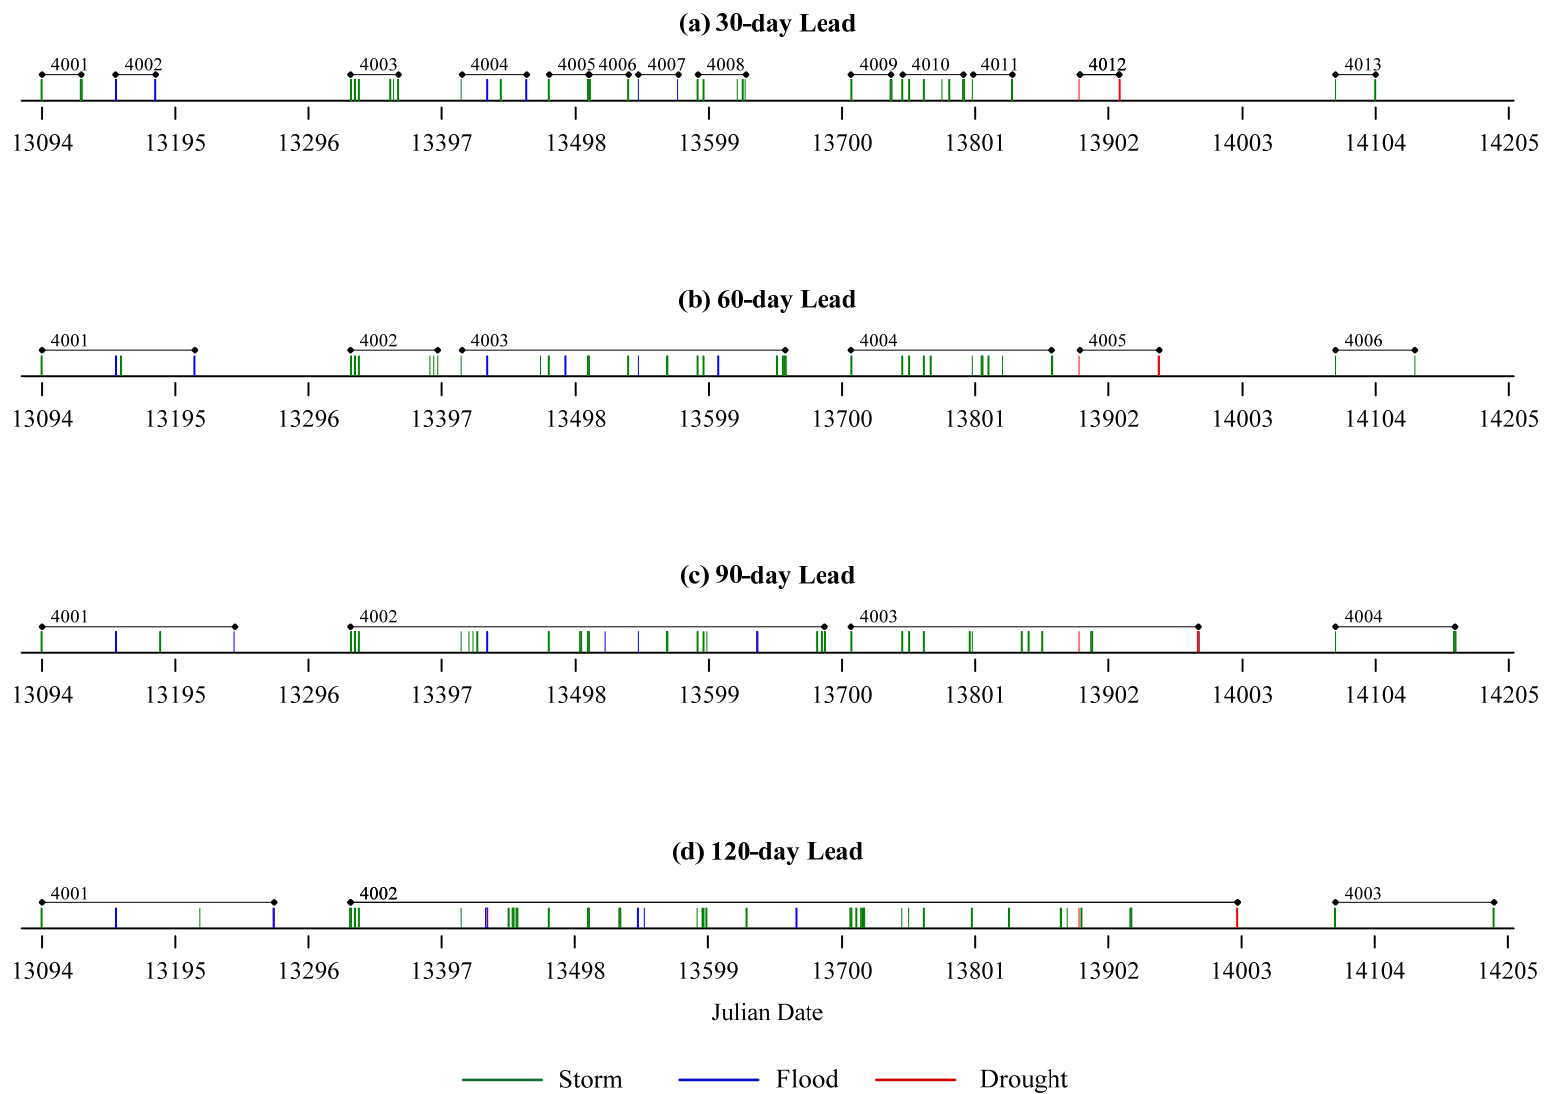 (a) 30-day Lead
4001 4002 4003 4004 4005 4006 4007 4008 4009 4010 4011 4012 4013
13094 13195 13296 13397 13498 13599 13700 13801 13902 14003 14104 14205
(b) 60-day Lead
4001 4002 4003 4004 4005 4006
13094 13195 13296 13397 13498 13599 13700 13801 13902 14003 14104 14205
(c) 90-day Lead
4001 4002 4003 4004
13094 13195 13296 13397 13498 13599 13700 13801 13902 14003 14104 14205
(d) 120-day Lead
4001 4002 4003
13094 13195 13296 13397 13498 13599 13700 13801 13902 14003 14104 14205
Julian Date
Storm Flood Drought